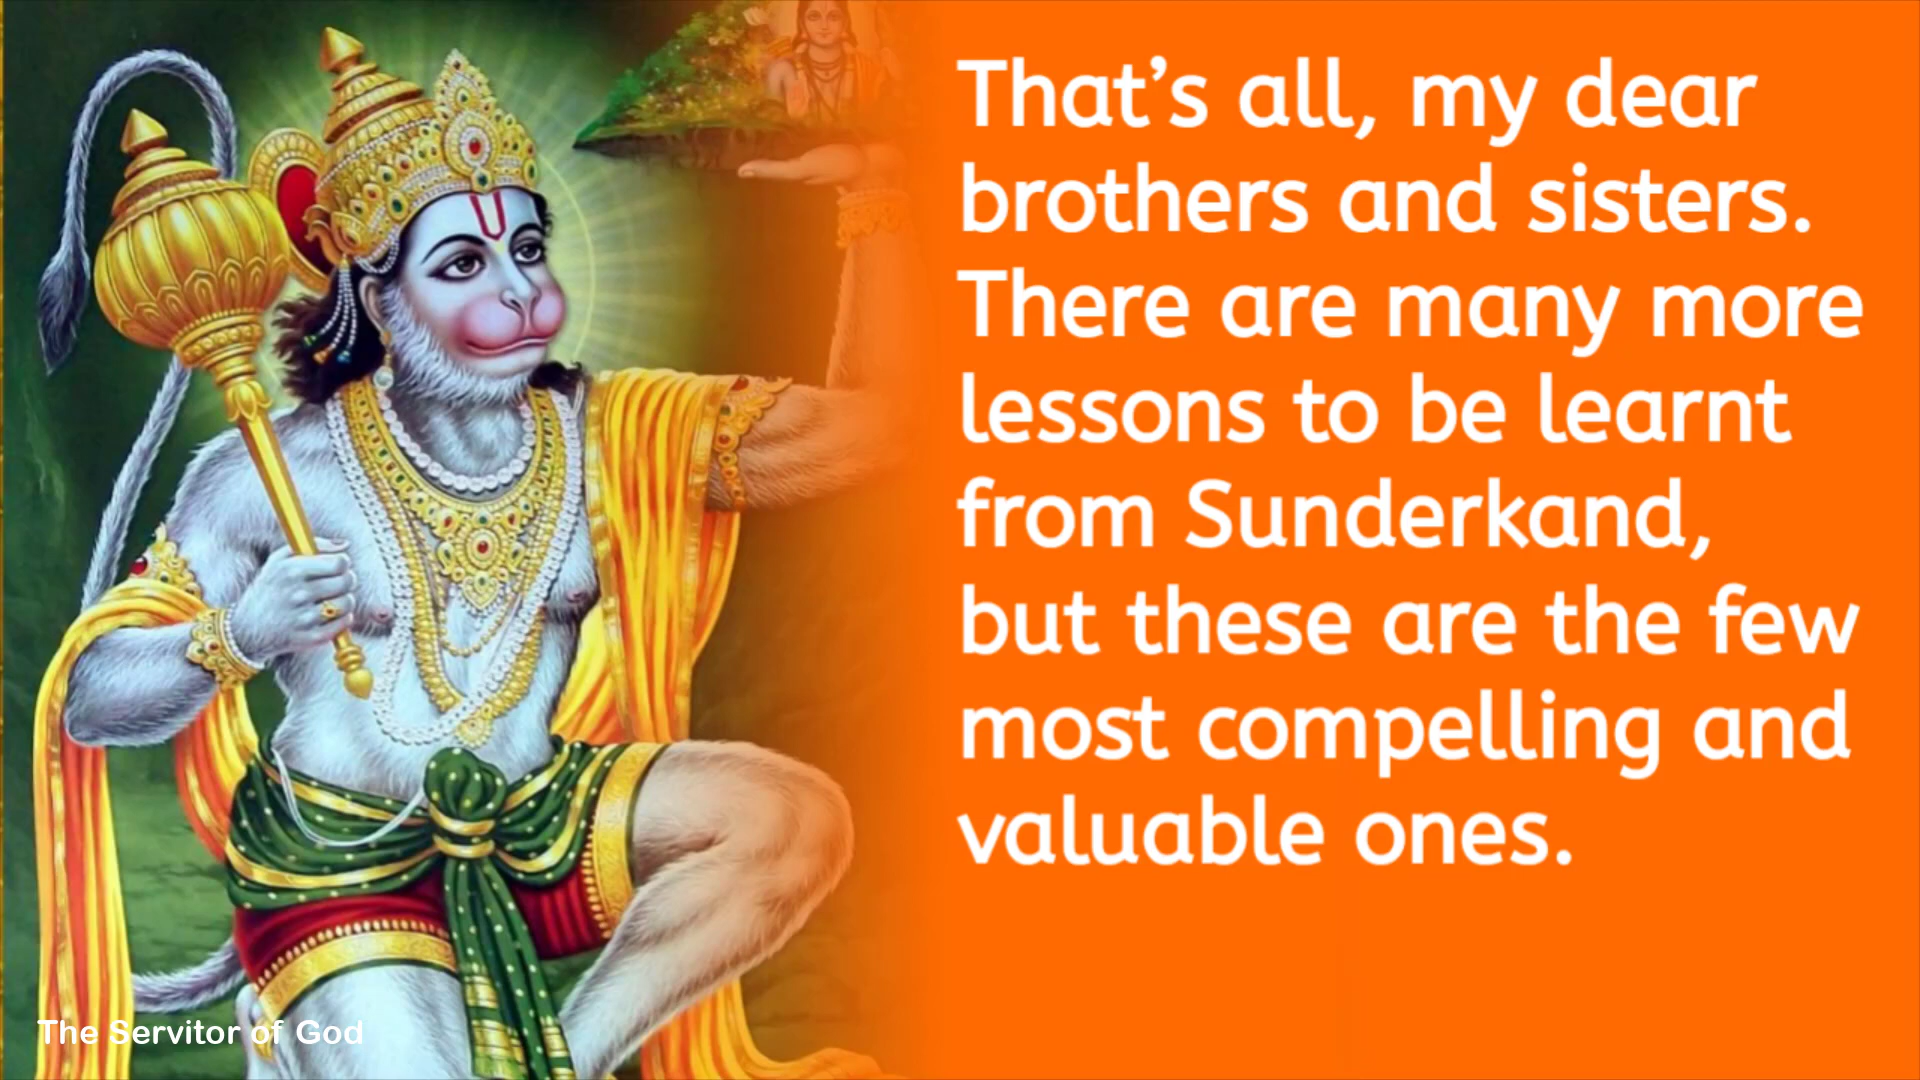 That’s all, my dear
brothers and sisters.
There are many more
lessons to be learnt
from Sunderkand,
but these are the few
most compelling and
valuable ones.
The Servitor of God